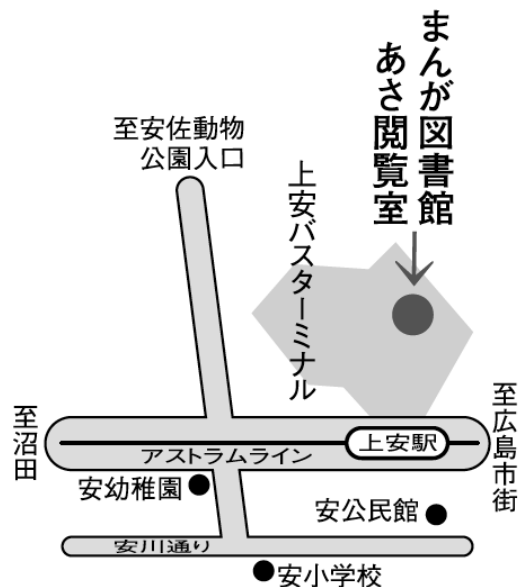 まんが図書館
あさ閲覧室
至安佐動物
公園入口
上安バスターミナル
至沼田
至広島市街
上安駅
アストラムライン
安幼稚園
安公民館
安川通り
安小学校